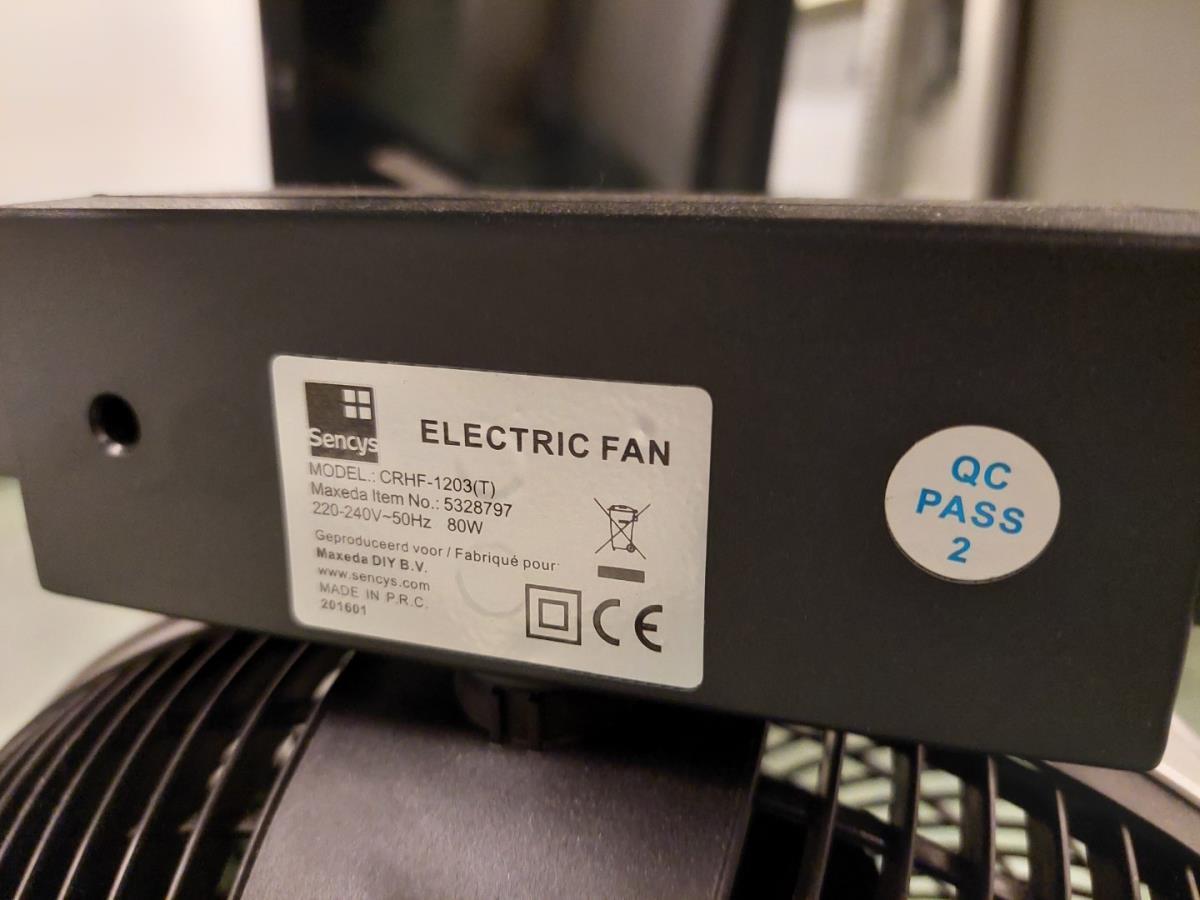 Sencys
ELECTRIC FAN
MODEL.: CRHF-1203(T)
Maxeda Item No.: 5328797
220-240V~50Hz 80W
Geproduceerd voor / Fabriqué pour:
Maxeda DIY B.V.
www.sencys.com
MADE IN P.R.C.
201601
CE
QC
PASS
2